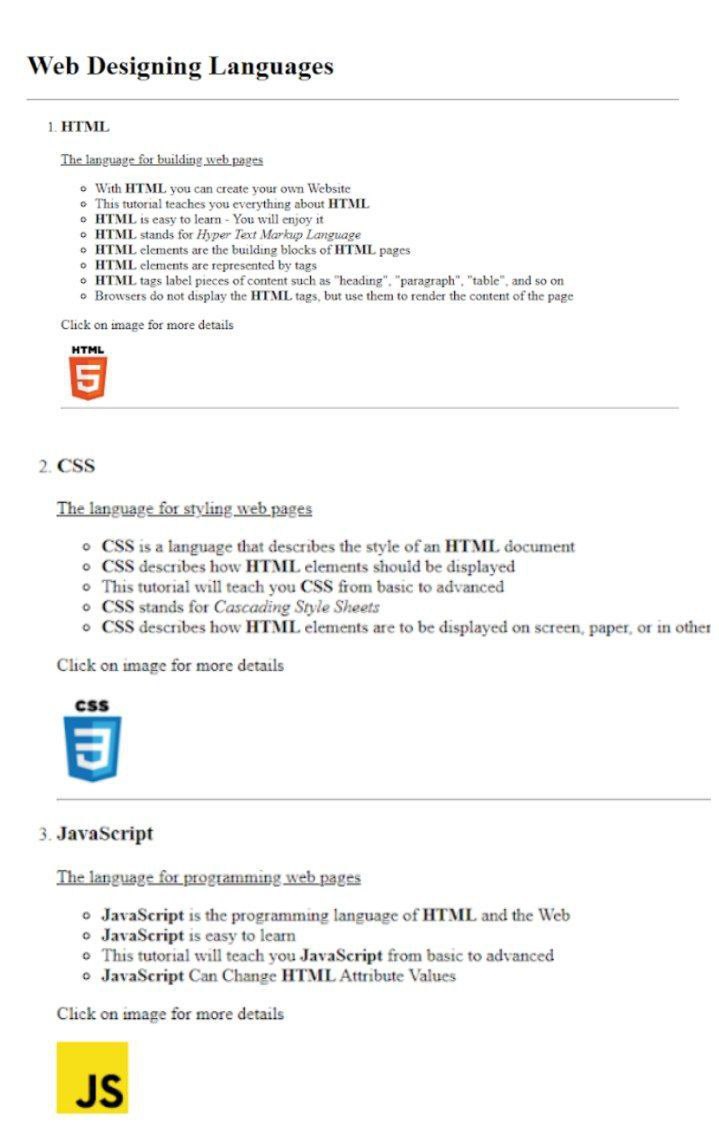 Web Designing Languages
1. HTML
The language for building web pages
With HTML you can create your own Website
This tutorial teaches you everything about HTML
HTML is easy to learn - You will enjoy it
HTML stands for Hyper Text Markup Language
HTML elements are the building blocks of HTML pages
HTML elements are represented by tags
HTML tags label pieces of content such as "heading", "paragraph", "table", and so on
Browsers do not display the HTML tags, but use them to render the content of the page
Click on image for more details
HTML
5
2. CSS
The language for styling web pages
CSS is a language that describes the style of an HTML document
CSS describes how HTML elements should be displayed
This tutorial will teach you CSS from basic to advanced
CSS stands for Cascading Style Sheets
CSS describes how HTML elements are to be displayed on screen, paper, or in other
Click on image for more details
CSS
3
3. JavaScript
The language for programming web pages
JavaScript is the programming language of HTML and the Web
JavaScript is easy to learn
This tutorial will teach you JavaScript from basic to advanced
JavaScript Can Change HTML Attribute Values
Click on image for more details
JS